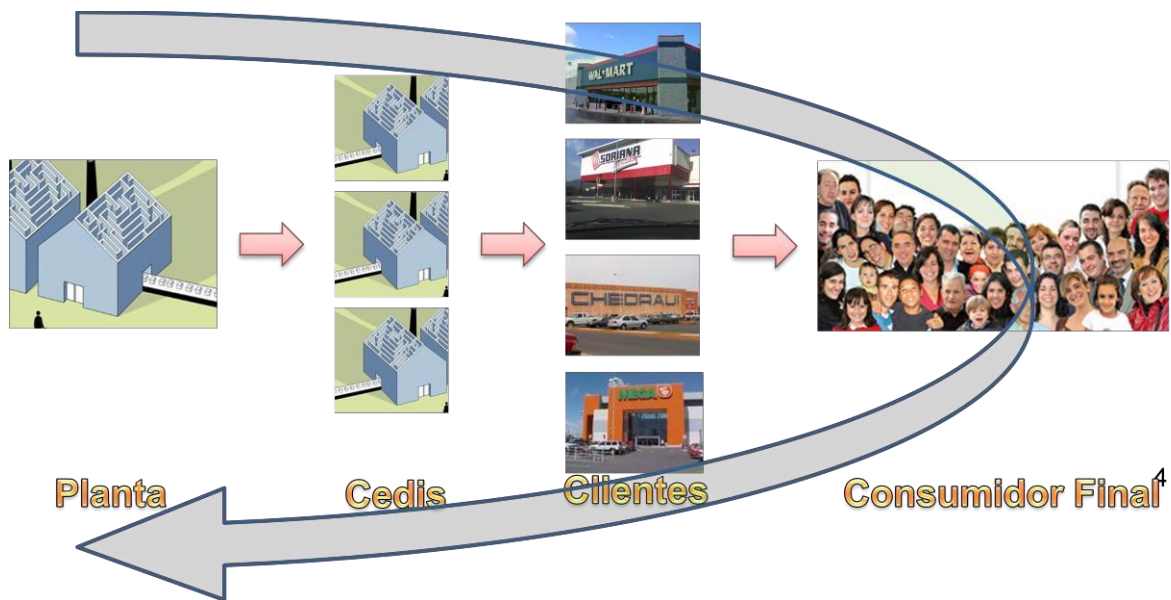 WAL★MART
SORIANA
CHEDRAUI
MEGA
Planta
Cedis
Clientes
Consumidor Final
4